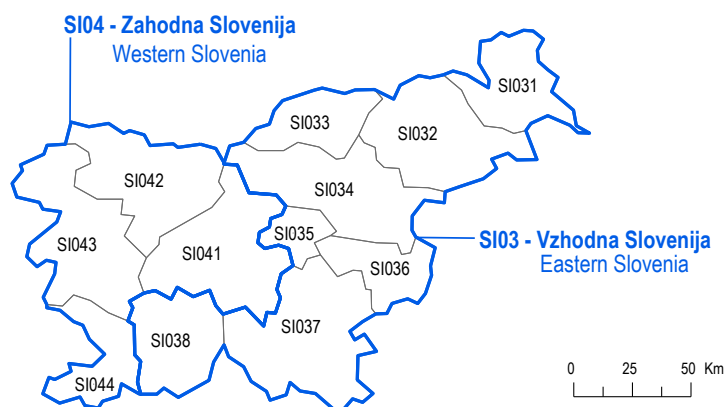 SI04 - Zahodna Slovenija
Western Slovenia
SI031
SI033
SI032
SI042
SI034
SI043
SI035
SI041
SI03 - Vzhodna Slovenija
Eastern Slovenia
SI036
SI037
SI038
SI044
0 25 50 Km